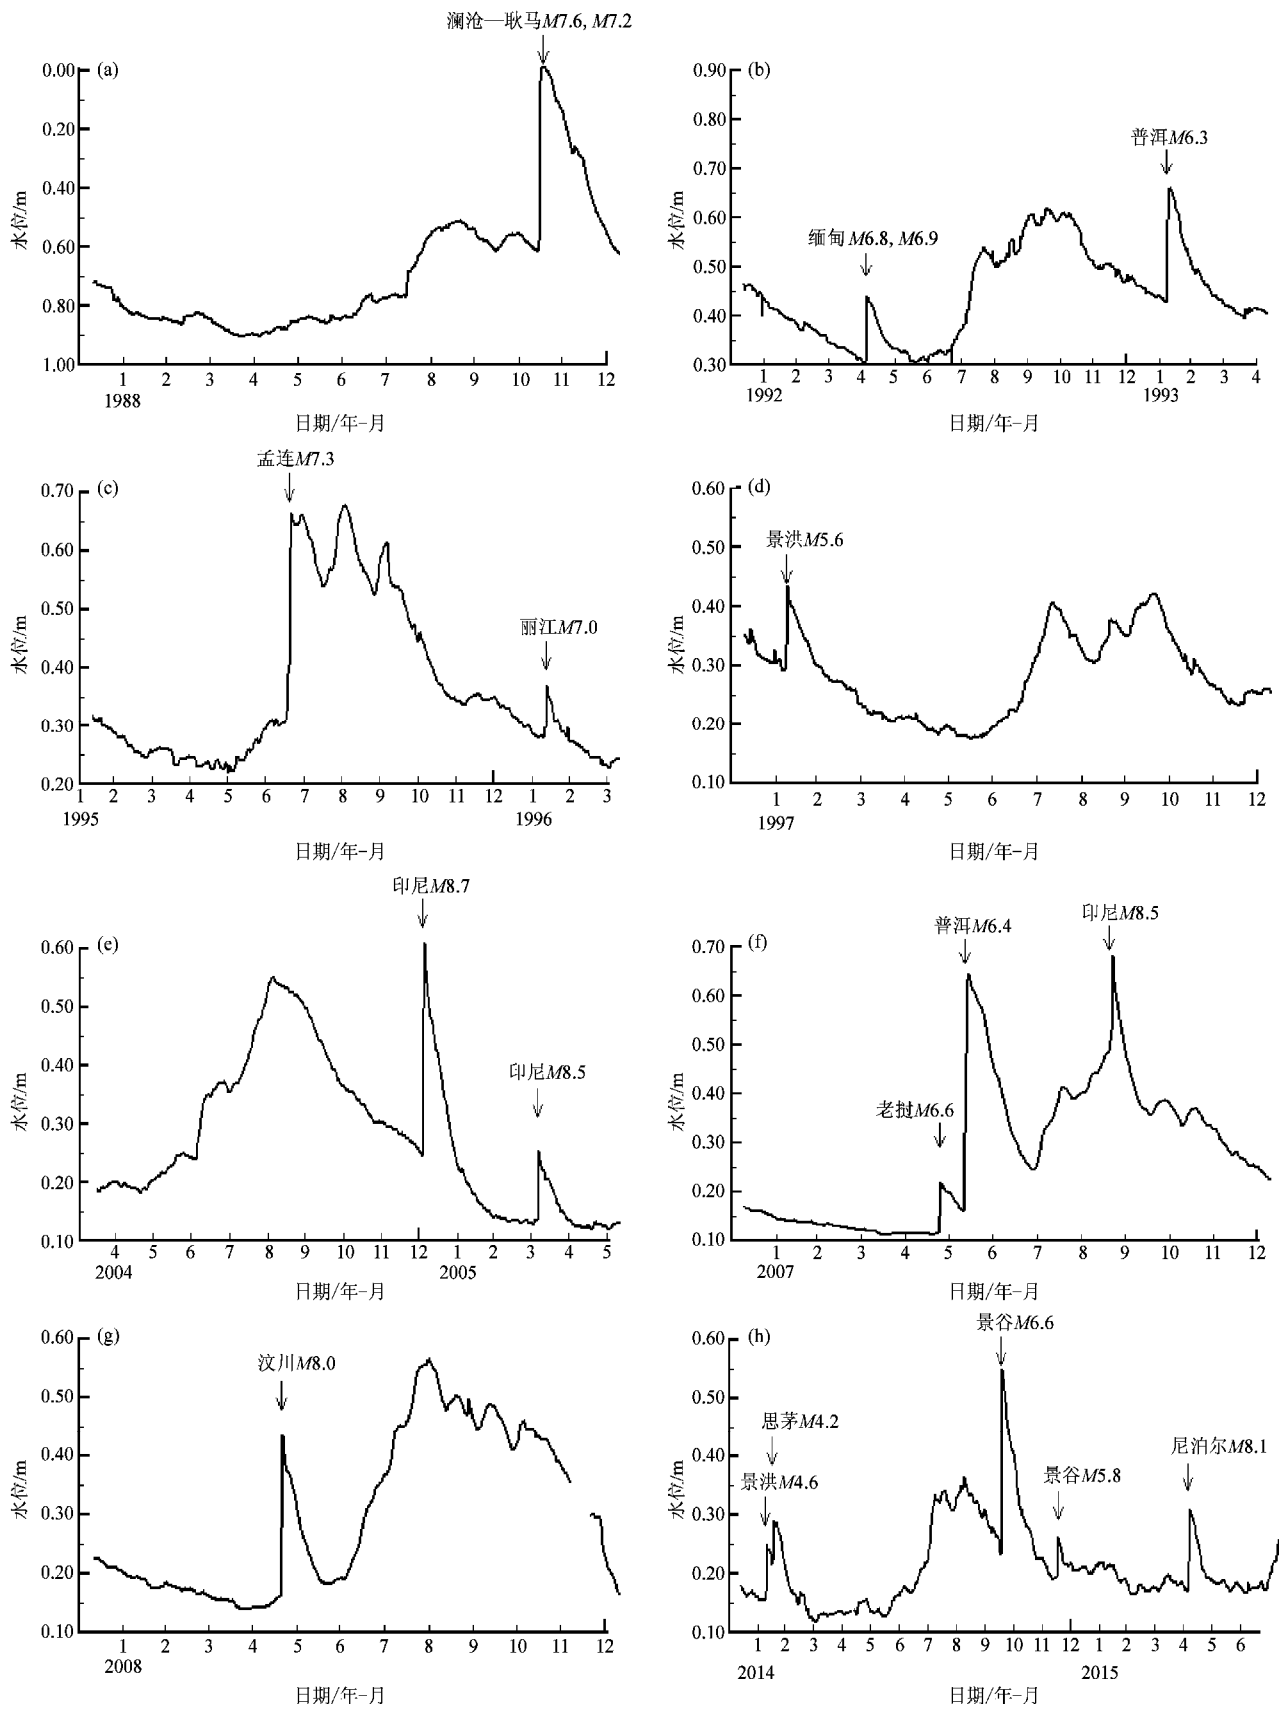 澜沧—耿马M7.6, M7.2
(a)
0.00
0.20
0.40
0.60
0.80
1.00
水位/m
1 2 3 4 5 6 7 8 9 10 11 12
1988
日期/年-月
(b)
0.90
0.80
0.70
0.60
0.50
0.40
0.30
水位/m
普洱M6.3
缅甸M6.8, M6.9
1 2 3 4 5 6 7 8 9 10 11 12 1 2 3 4
1992 1993
日期/年-月
孟连M7.3
(c)
0.70
0.60
0.50
0.40
0.30
0.20
水位/m
丽江M7.0
1 2 3 4 5 6 7 8 9 10 11 12 1 2 3
1995 1996
日期/年-月
(d)
0.60
0.50
0.40
0.30
0.20
0.10
水位/m
景洪M5.6
1 2 3 4 5 6 7 8 9 10 11 12
1997
日期/年-月
印尼M8.7
(e)
0.60
0.50
0.40
0.30
0.20
0.10
水位/m
印尼M8.5
4 5 6 7 8 9 10 11 12 1 2 3 4 5
2004 2005
日期/年-月
印尼M8.5
普洱M6.4
(f)
0.70
0.60
0.50
0.40
0.30
0.20
0.10
水位/m
老挝M6.6
1 2 3 4 5 6 7 8 9 10 11 12
2007
日期/年-月
(g)
0.60
0.50
0.40
0.30
0.20
0.10
水位/m
汶川M8.0
1 2 3 4 5 6 7 8 9 10 11 12
2008
日期/年-月
景谷M6.6
(h)
0.60
0.50
0.40
0.30
0.20
0.10
水位/m
思茅M4.2
景洪M4.6
景谷M5.8
尼泊尔M8.1
1 2 3 4 5 6 7 8 9 10 11 12 1 2 3 4 5 6
2014 2015
日期/年-月